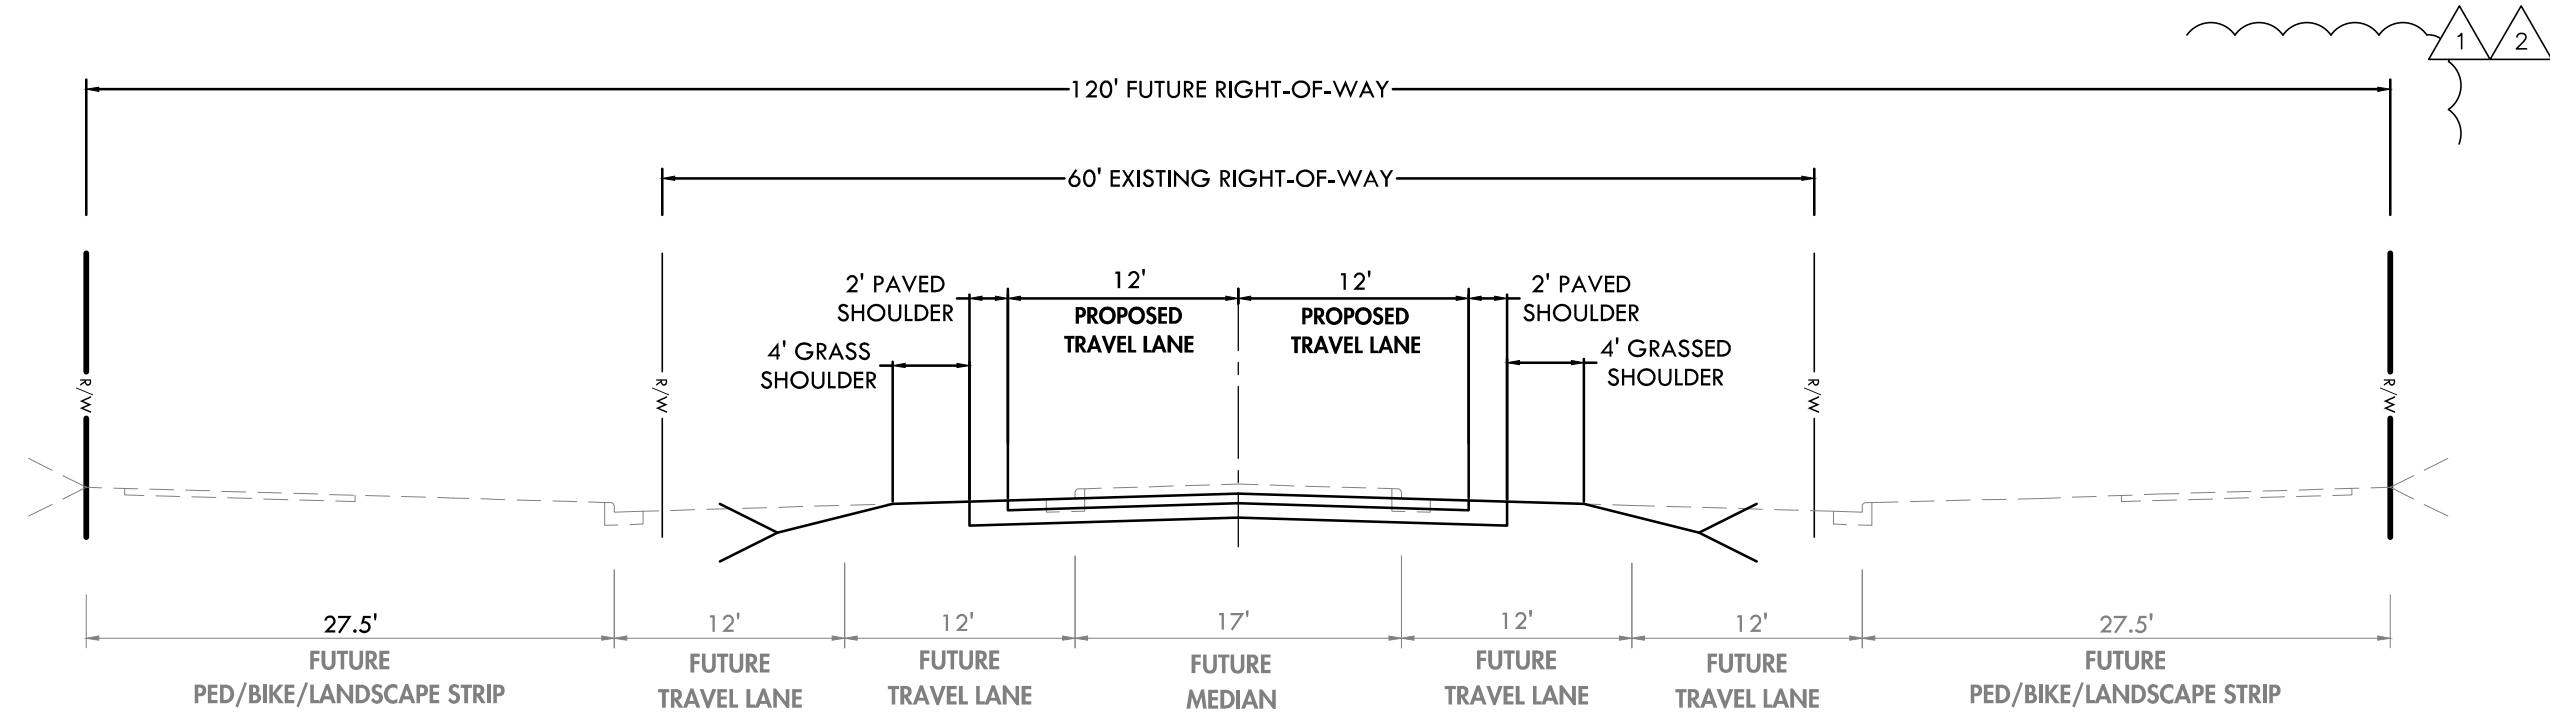 1 2
120' FUTURE RIGHT-OF-WAY
60' EXISTING RIGHT-OF-WAY
2' PAVED
SHOULDER
12'
PROPOSED
TRAVEL LANE
12'
PROPOSED
TRAVEL LANE
2' PAVED
SHOULDER
4' GRASS
SHOULDER
4' GRASSED
SHOULDER
R/W
R/W
R/W
R/W
27.5'
FUTURE
PED/BIKE/LANDSCAPE STRIP
12'
FUTURE
TRAVEL LANE
12'
FUTURE
TRAVEL LANE
17'
FUTURE
MEDIAN
12'
FUTURE
TRAVEL LANE
12'
FUTURE
TRAVEL LANE
27.5'
FUTURE
PED/BIKE/LANDSCAPE STRIP